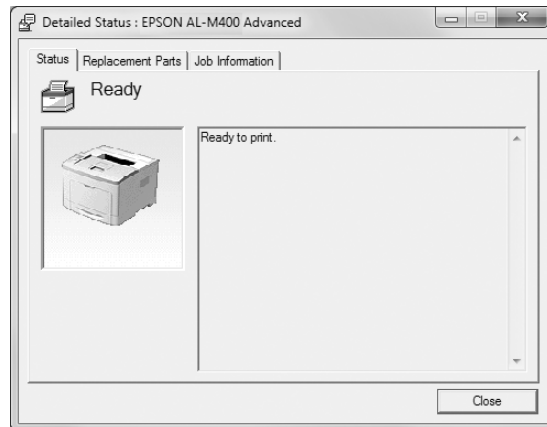 Detailed Status : EPSON AL-M400 Advanced
Status Replacement Parts Job Information
Ready
Ready to print.
Close